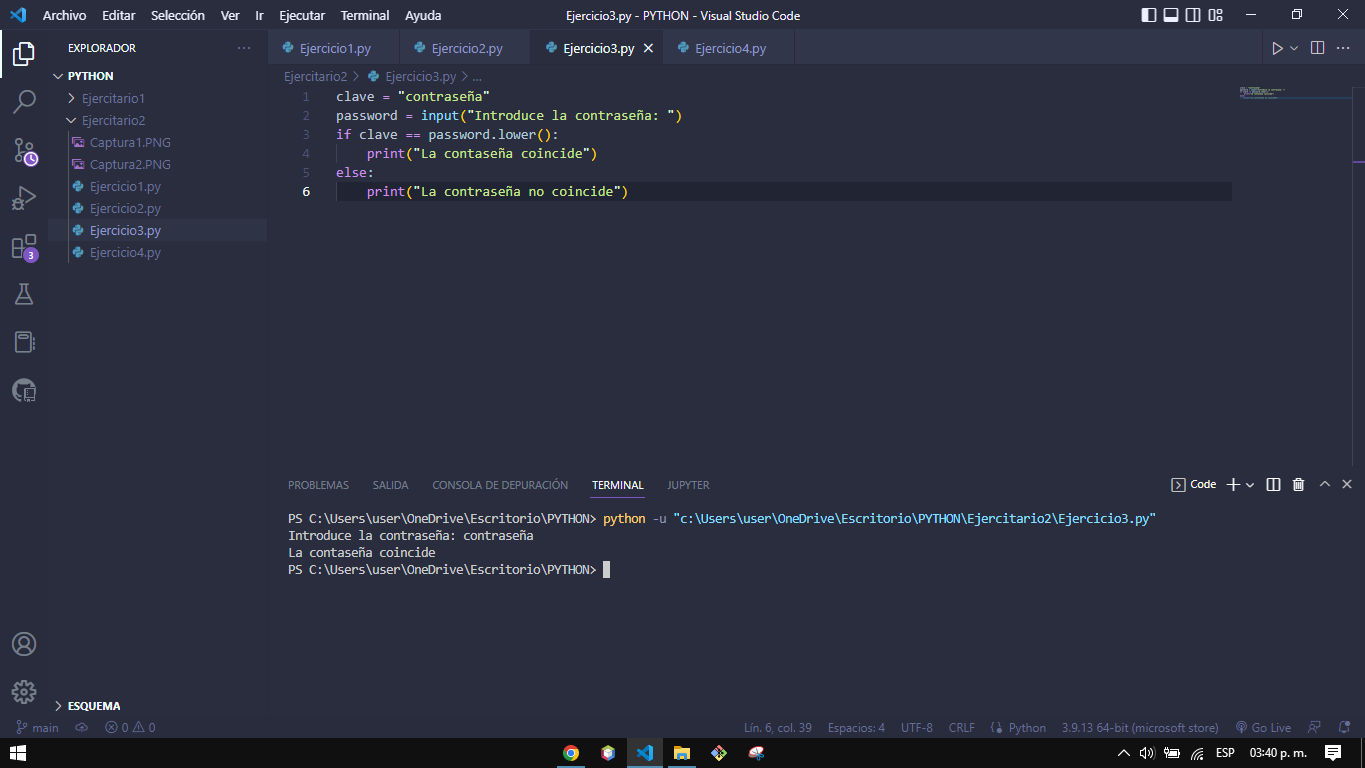 Archivo Editar Selección Ver Ir Ejecutar Terminal Ayuda
Ejercicio3.py - PYTHON - Visual Studio Code
EXPLORADOR
PYTHON
Ejercitario1
Ejercitario2
Captura1.PNG
Captura2.PNG
Ejercicio1.py
Ejercicio2.py
Ejercicio3.py
Ejercicio4.py
3
ESQUEMA
Ejercicio1.py Ejercicio2.py Ejercicio3.py Ejercicio4.py
Ejercitario2 > Ejercicio3.py > ...
1 clave = "contraseña"
2 password = input("Introduce la contraseña: ")
3 if clave == password.lower():
4 print("La contaseña coincide")
5 else:
6 print("La contraseña no coincide")
PROBLEMAS SALIDA CONSOLA DE DEPURACIÓN TERMINAL JUPYTER
Code
PS C:\Users\user\OneDrive\Escritorio\PYTHON> python -u "c:\Users\user\OneDrive\Escritorio\PYTHON\Ejercitario2\Ejercicio3.py"
Introduce la contraseña: contraseña
La contaseña coincide
PS C:\Users\user\OneDrive\Escritorio\PYTHON>
main 0 0 Lín. 6, col. 39 Espacios: 4 UTF-8 CRLF Python 3.9.13 64-bit (microsoft store) Go Live
ESP 03:40 p. m.